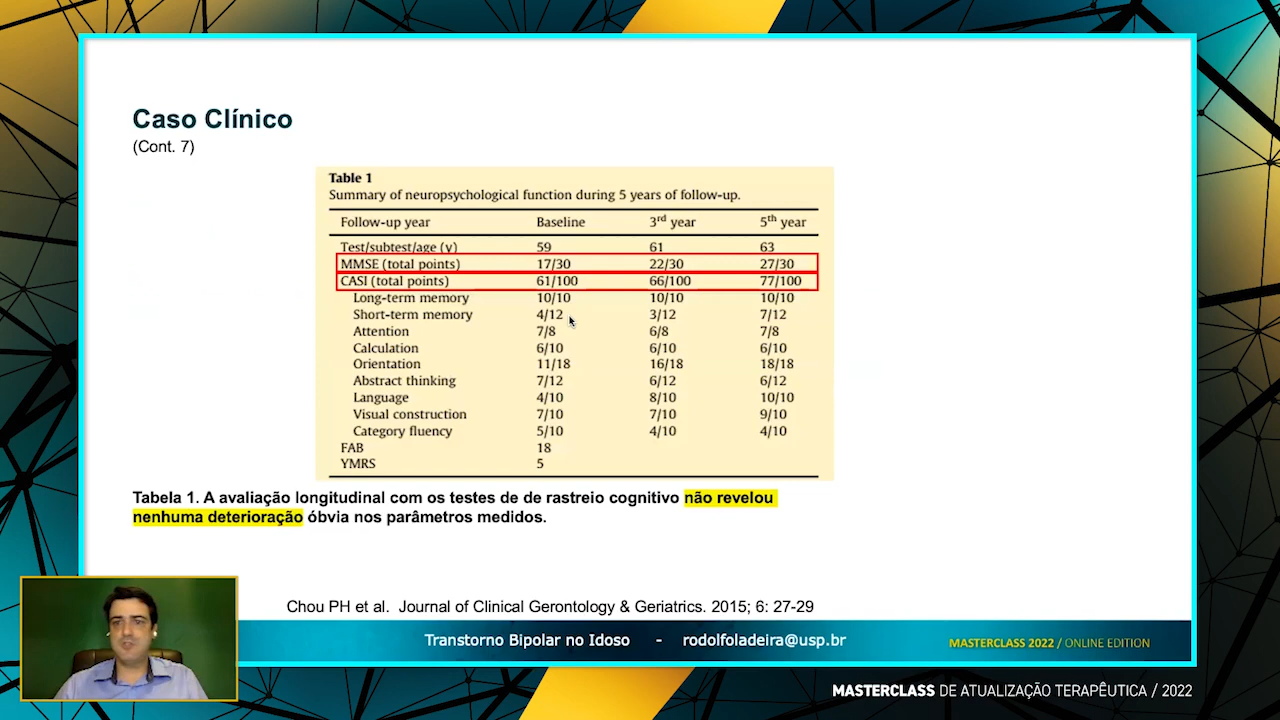 Caso Clínico
(Cont. 7)
Table 1
Summary of neuropsychological function during 5 years of follow-up.
Follow-up year Baseline 3rd year 5th year
Test/subtest/age (y) 59 61 63
MMSE (total points) 17/30 22/30 27/30
CASI (total points) 61/100 66/100 77/100
Long-term memory 10/10 10/10 10/10
Short-term memory 4/12 3/12 7/12
Attention 7/8 6/8 7/8
Calculation 6/10 6/10 6/10
Orientation 11/18 16/18 18/18
Abstract thinking 7/12 6/12 6/12
Language 4/10 8/10 10/10
Visual construction 7/10 7/10 9/10
Category fluency 5/10 4/10 4/10
FAB 18
YMRS 5
Tabela 1. A avaliação longitudinal com os testes de de rastreio cognitivo não revelou
nenhuma deterioração óbvia nos parâmetros medidos.
Chou PH et al. Journal of Clinical Gerontology & Geriatrics. 2015; 6: 27-29
Transtorno Bipolar no Idoso - rodolfoladeira@usp.br
MASTERCLASS 2022 / ONLINE EDITION
MASTERCLASS DE ATUALIZAÇÃO TERAPÊUTICA / 2022